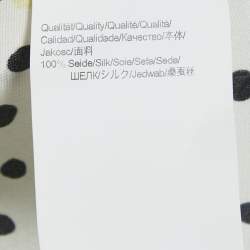 Qualität/Quality/Qualité/Qualità/
Calidad/Qualidade/Качество/本体/
Jakość/面料
100% Seide/Silk/Soie/Seta/Seda/
ШЕЛК/シルク/Jedwab/桑蚕丝